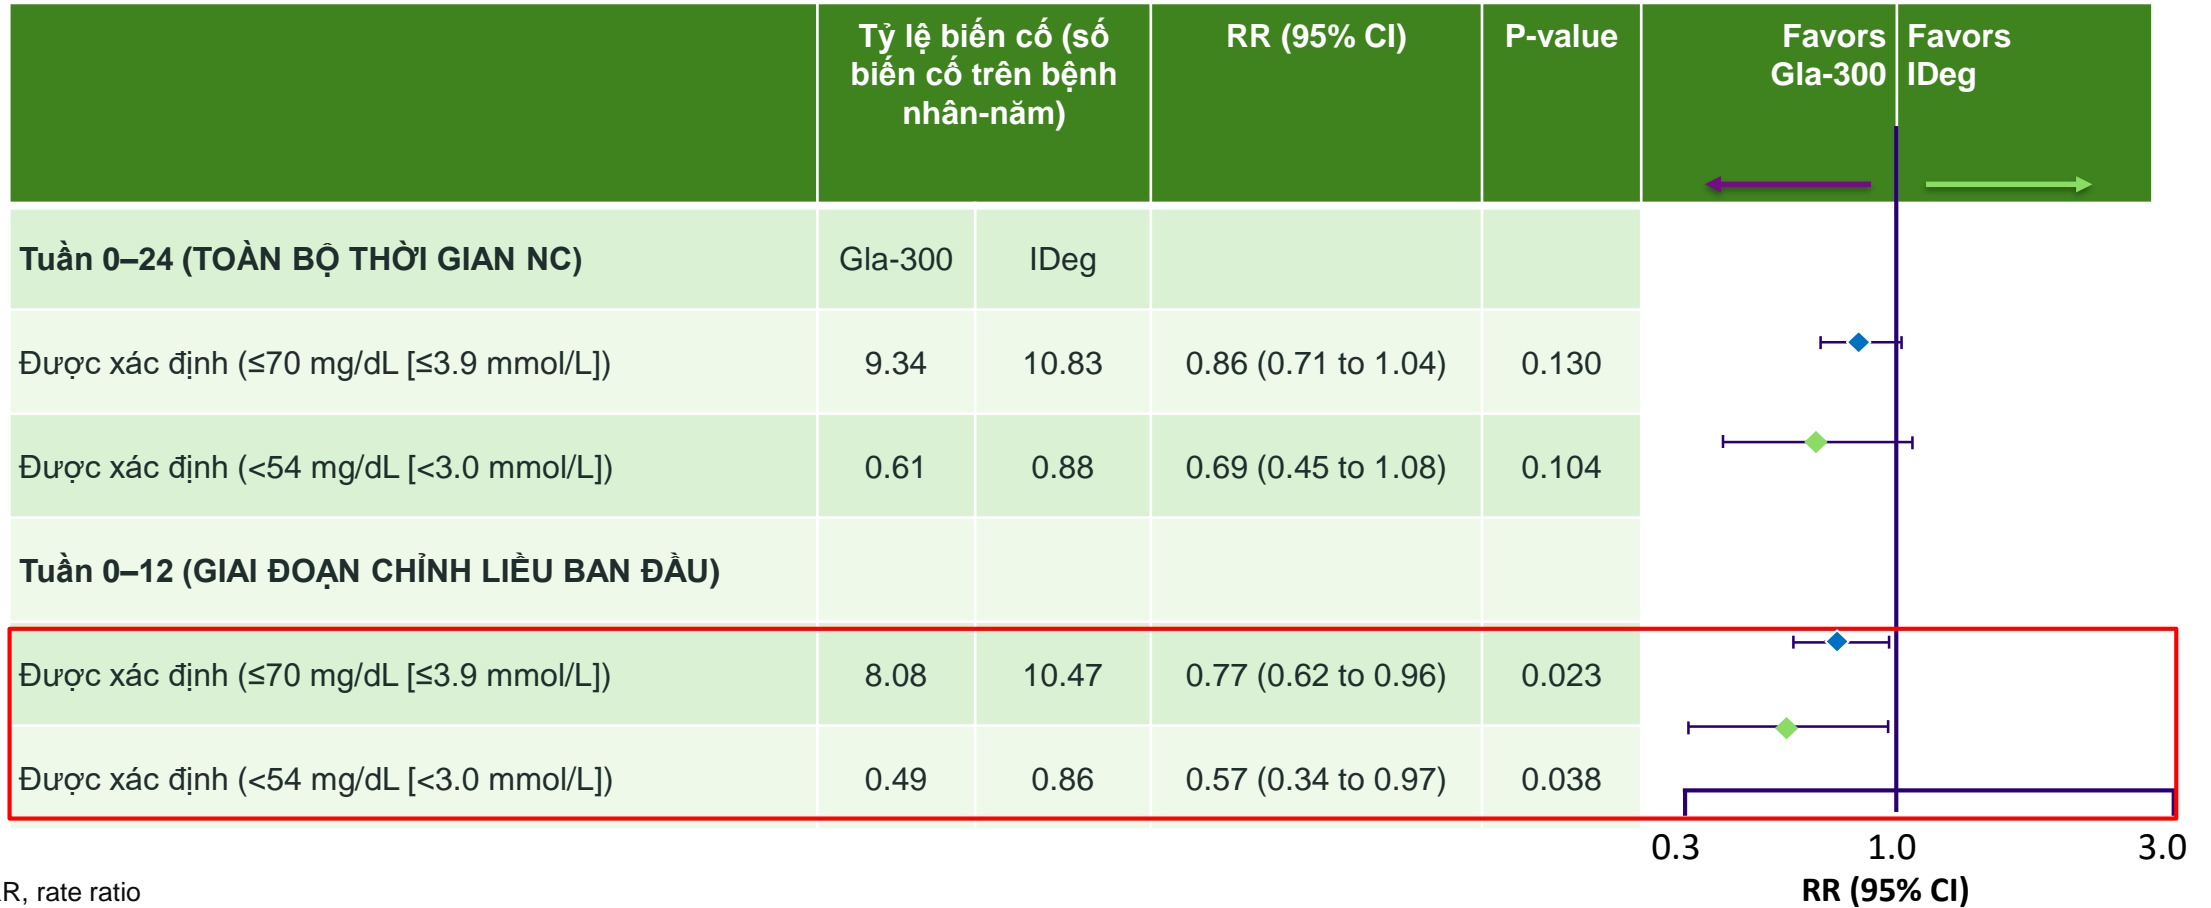 Tỷ lệ biến cố (số
biến cố trên bệnh
nhân-năm)
RR (95% CI)
P-value
Favors
Gla-300
Favors
IDeg
Tuần 0–24 (TOÀN BỘ THỜI GIAN NC)
Gla-300
IDeg
Được xác định (≤70 mg/dL [≤3.9 mmol/L])
9.34
10.83
0.86 (0.71 to 1.04)
0.130
Được xác định (<54 mg/dL [<3.0 mmol/L])
0.61
0.88
0.69 (0.45 to 1.08)
0.104
Tuần 0–12 (GIAI ĐOẠN CHỈNH LIỀU BAN ĐẦU)
Được xác định (≤70 mg/dL [≤3.9 mmol/L])
8.08
10.47
0.77 (0.62 to 0.96)
0.023
Được xác định (<54 mg/dL [<3.0 mmol/L])
0.49
0.86
0.57 (0.34 to 0.97)
0.038
0.3
1.0
3.0
RR (95% CI)
R, rate ratio